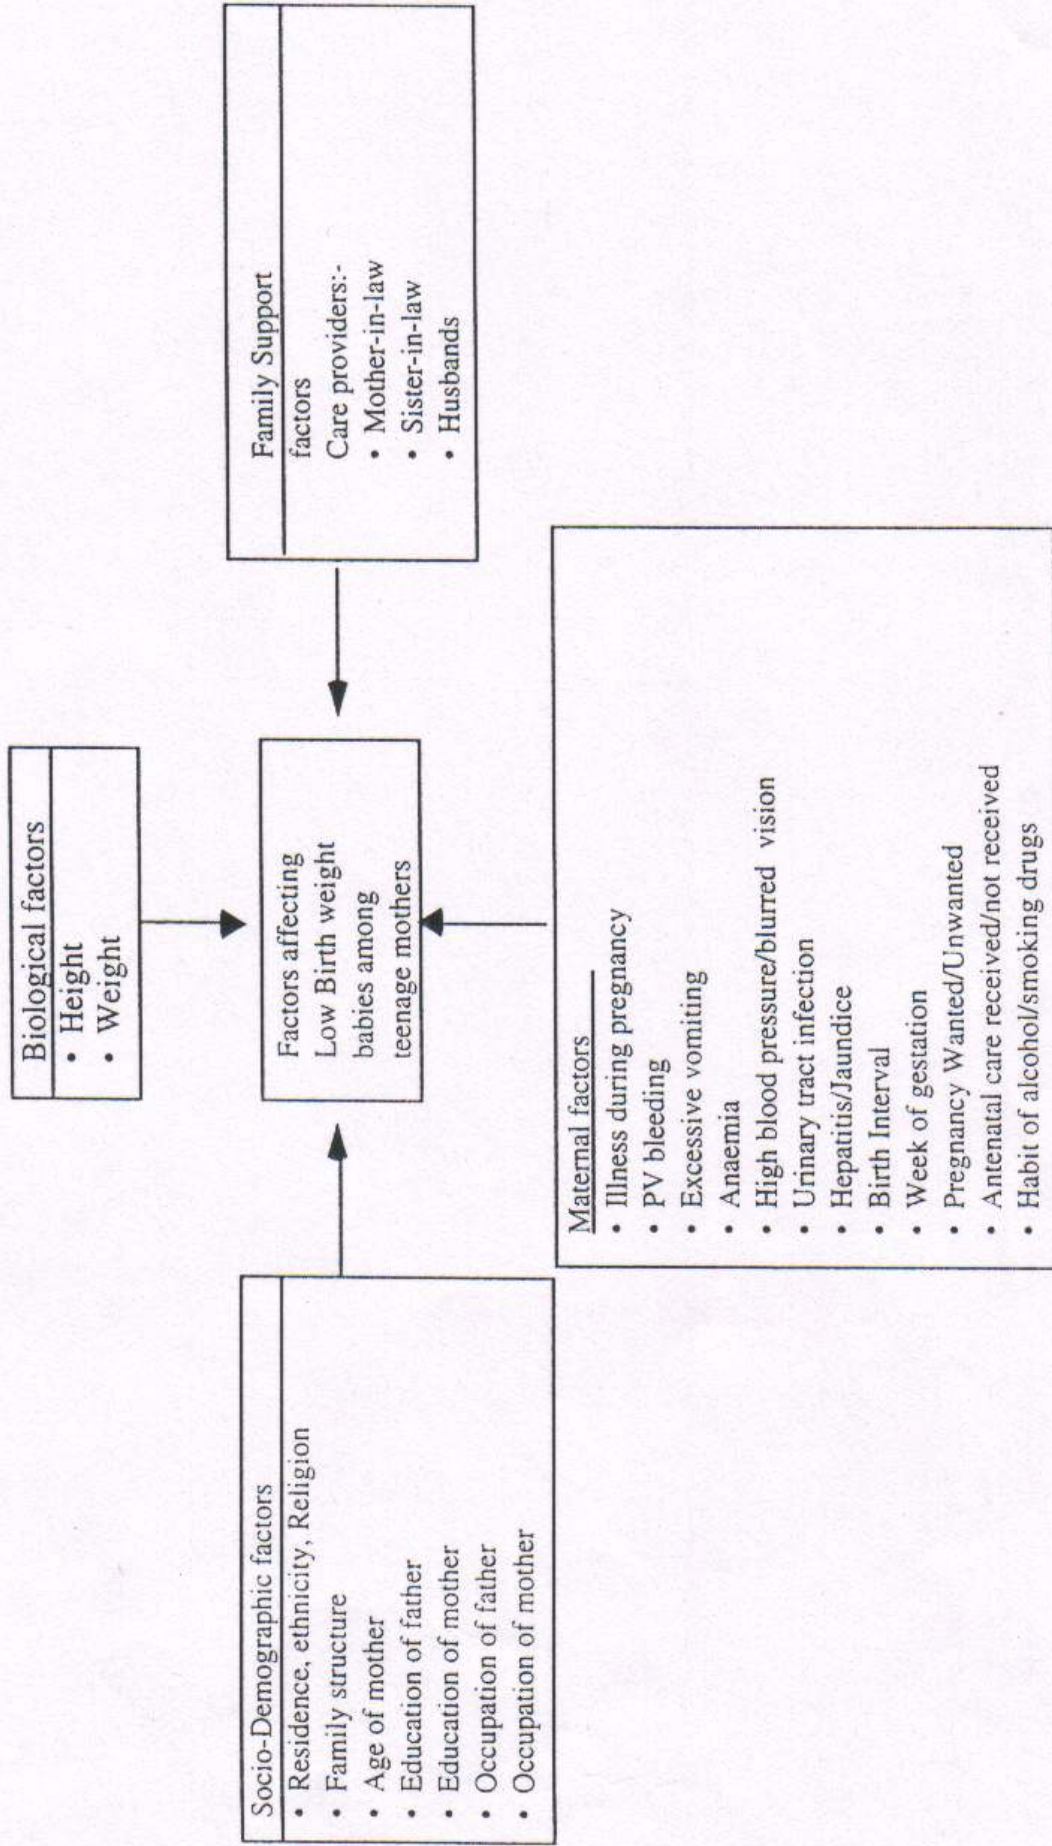 Biological factors
• Height
• Weight
Socio-Demographic factors
• Residence, ethnicity, Religion
• Family structure
• Age of mother
• Education of father
• Education of mother
• Occupation of father
• Occupation of mother
Factors affecting
Low Birth weight
babies among
teenage mothers
Family Support
factors
Care providers:-
• Mother-in-law
• Sister-in-law
• Husbands
Maternal factors
• Illness during pregnancy
• PV bleeding
• Excessive vomiting
• Anaemia
• High blood pressure/blurred vision
• Urinary tract infection
• Hepatitis/Jaundice
• Birth Interval
• Week of gestation
• Pregnancy Wanted/Unwanted
• Antenatal care received/not received
• Habit of alcohol/smoking drugs